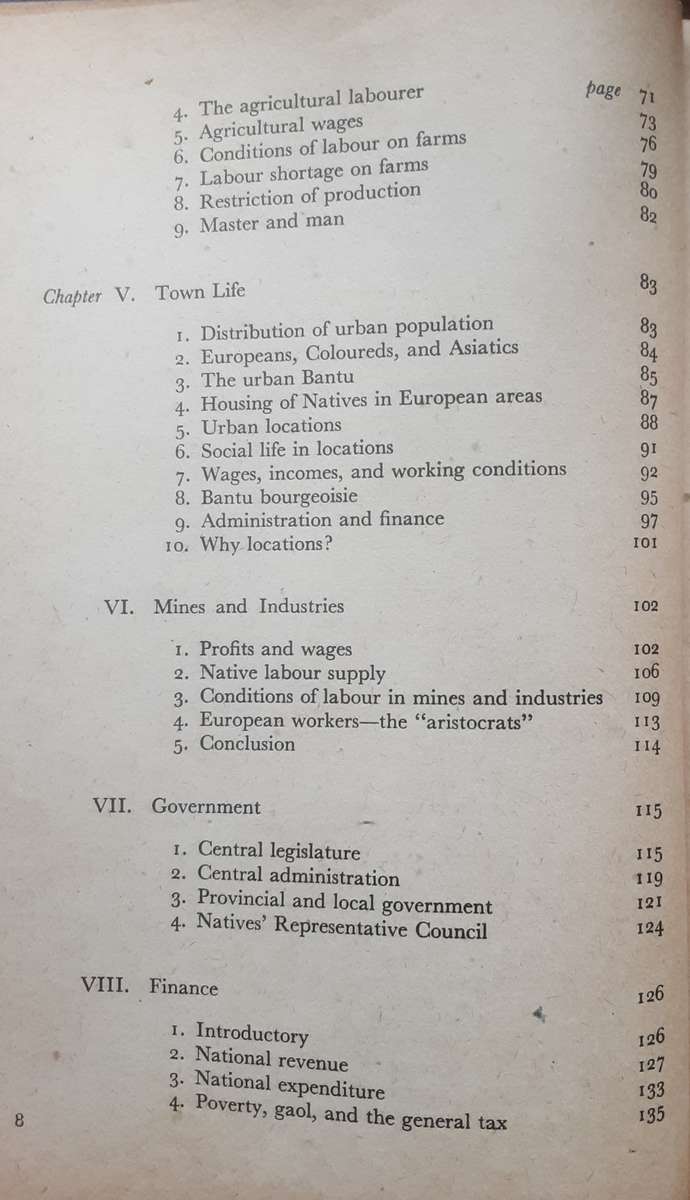 page
4. The agricultural labourer 71
5. Agricultural wages 73
6. Conditions of labour on farms 76
7. Labour shortage on farms 79
8. Restriction of production 80
9. Master and man 82
Chapter V. Town Life 83
1. Distribution of urban population 83
2. Europeans, Coloureds, and Asiatics 84
3. The urban Bantu 85
4. Housing of Natives in European areas 87
5. Urban locations 88
6. Social life in locations 91
7. Wages, incomes, and working conditions 92
8. Bantu bourgeoisie 95
9. Administration and finance 97
10. Why locations? 101
VI. Mines and Industries 102
1. Profits and wages 102
2. Native labour supply 106
3. Conditions of labour in mines and industries 109
4. European workers—the “aristocrats” 113
5. Conclusion 114
VII. Government 115
1. Central legislature 115
2. Central administration 119
3. Provincial and local government 121
4. Natives’ Representative Council 124
VIII. Finance 126
1. Introductory 126
2. National revenue 127
3. National expenditure 133
4. Poverty, gaol, and the general tax 135
8